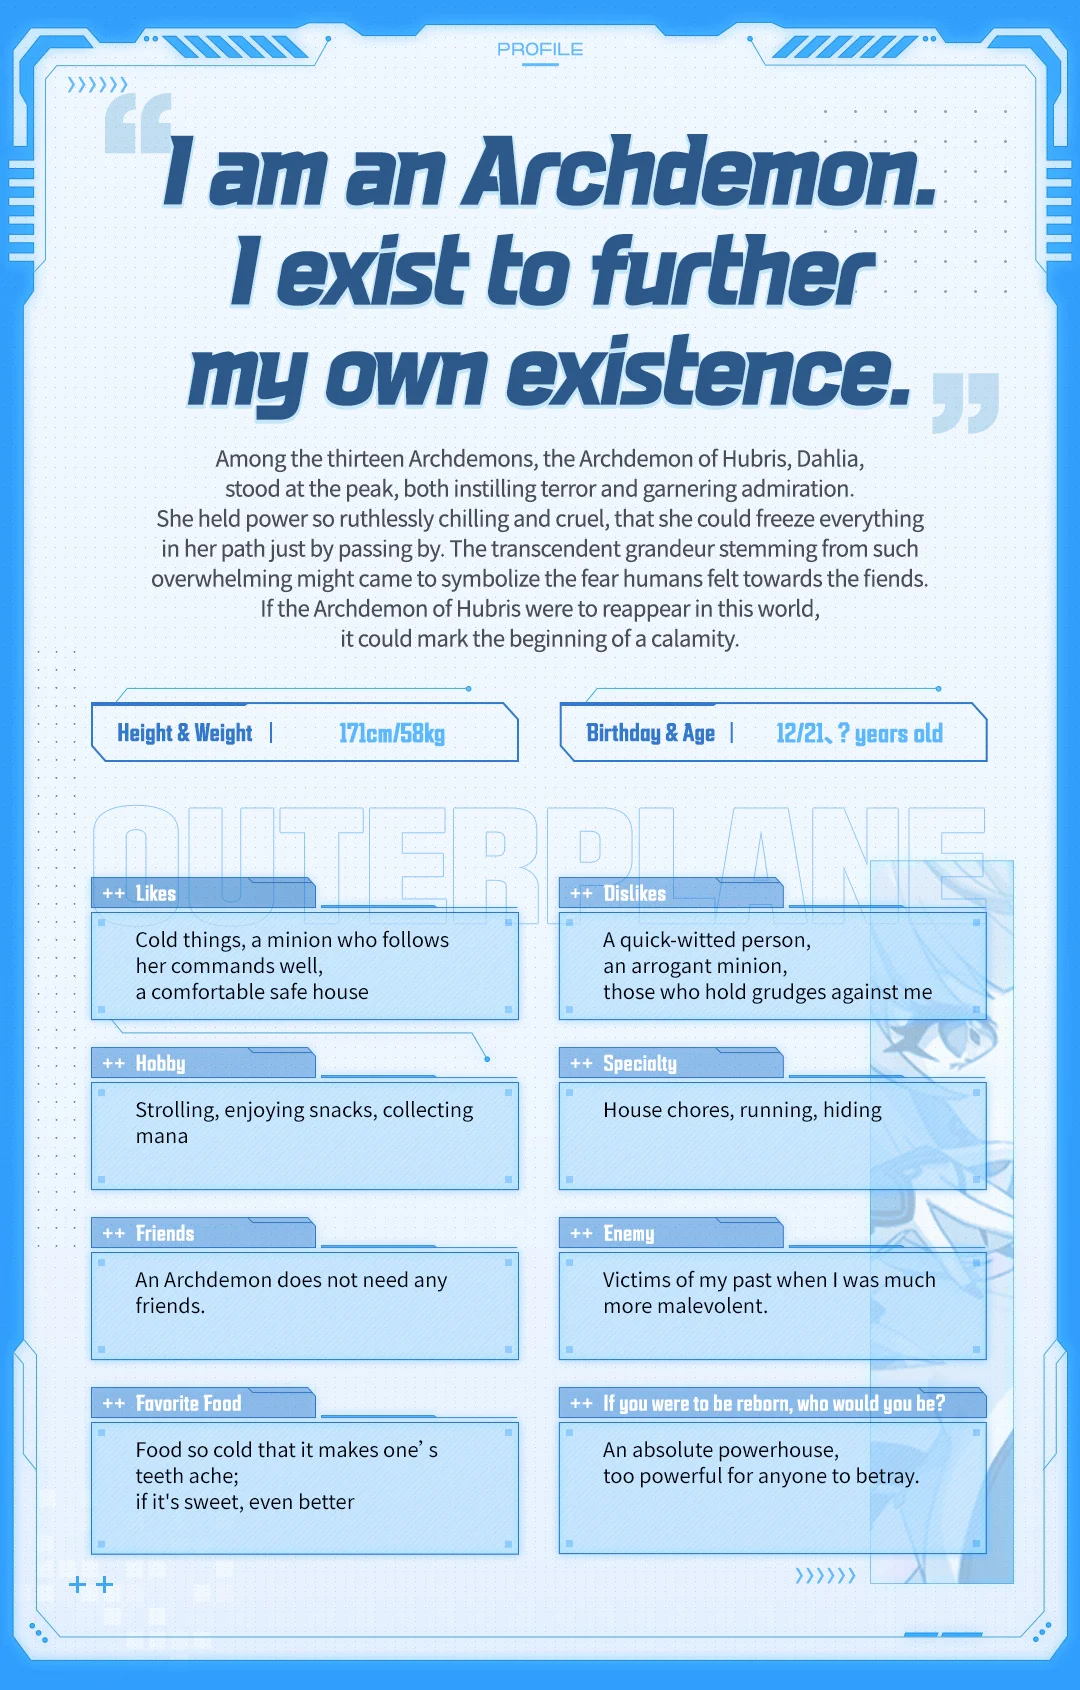 PROFILE
“I am an Archdemon.
I exist to further
my own existence.”
Among the thirteen Archdemons, the Archdemon of Hubris, Dahlia,
stood at the peak, both instilling terror and garnering admiration.
She held power so ruthlessly chilling and cruel, that she could freeze everything
in her path just by passing by. The transcendent grandeur stemming from such
overwhelming might came to symbolize the fear humans felt towards the fiends.
If the Archdemon of Hubris were to reappear in this world,
it could mark the beginning of a calamity.
Height & Weight | 171cm/58kg
Birthday & Age | 12/21、? years old
OUTERPLANE
++ Likes
Cold things, a minion who follows
her commands well,
a comfortable safe house
++ Dislikes
A quick-witted person,
an arrogant minion,
those who hold grudges against me
++ Hobby
Strolling, enjoying snacks, collecting
mana
++ Specialty
House chores, running, hiding
++ Friends
An Archdemon does not need any
friends.
++ Enemy
Victims of my past when I was much
more malevolent.
++ Favorite Food
Food so cold that it makes one’s
teeth ache;
if it's sweet, even better
++ If you were to be reborn, who would you be?
An absolute powerhouse,
too powerful for anyone to betray.